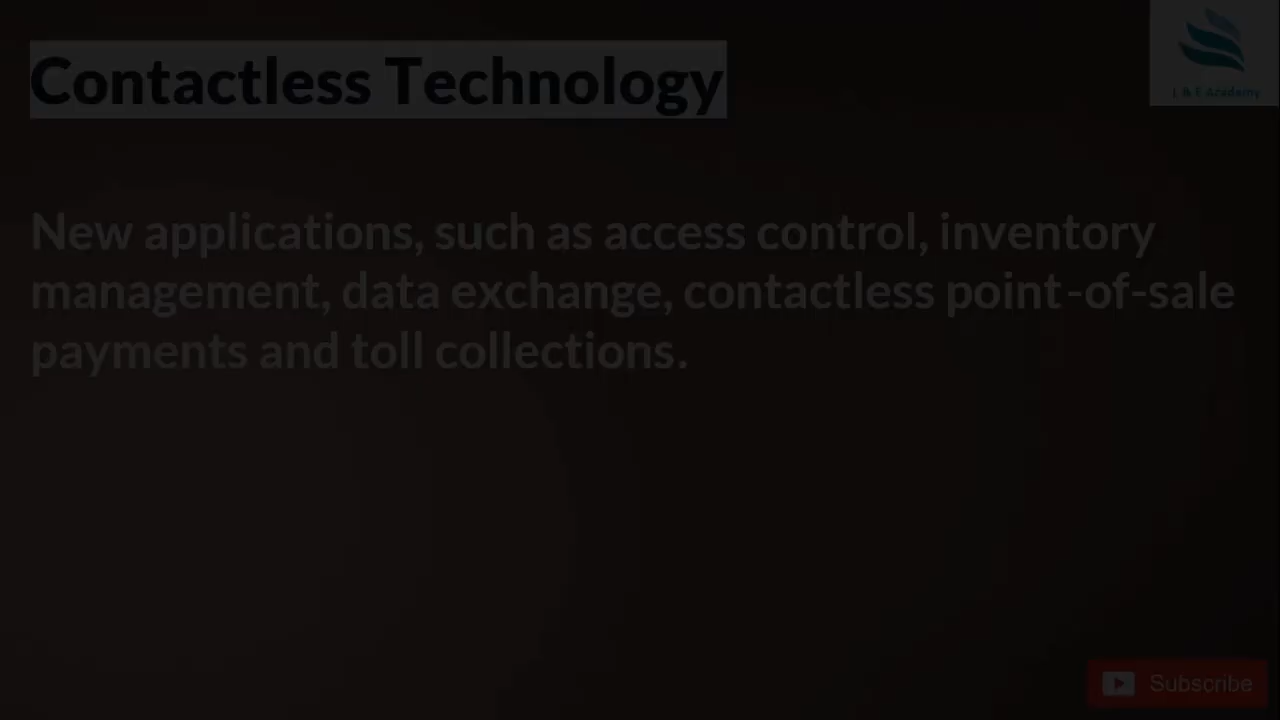 Contactless Technology
J & E Academy
New applications, such as access control, inventory
management, data exchange, contactless point-of-sale
payments and toll collections.
Subscribe